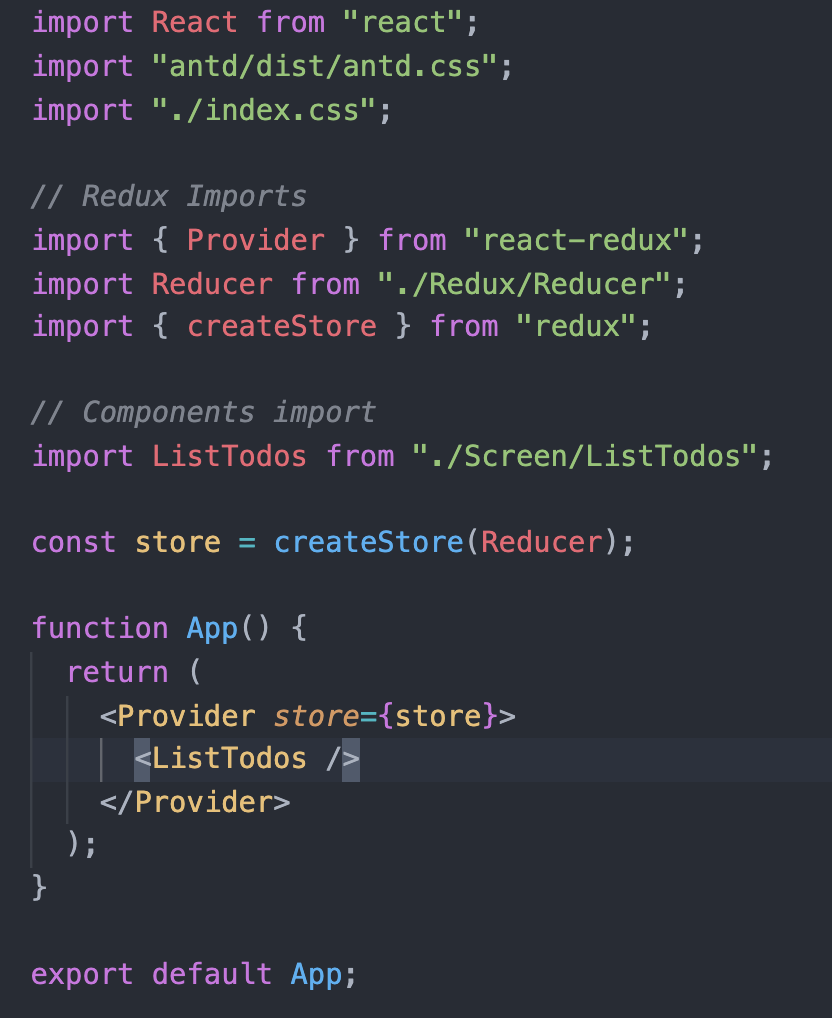 import React from "react";
import "antd/dist/antd.css";
import "./index.css";

// Redux Imports
import { Provider } from "react-redux";
import Reducer from "./Redux/Reducer";
import { createStore } from "redux";

// Components import
import ListTodos from "./Screen/ListTodos";

const store = createStore(Reducer);

function App() {
  return (
    <Provider store={store}>
      <ListTodos />
    </Provider>
  );
}

export default App;